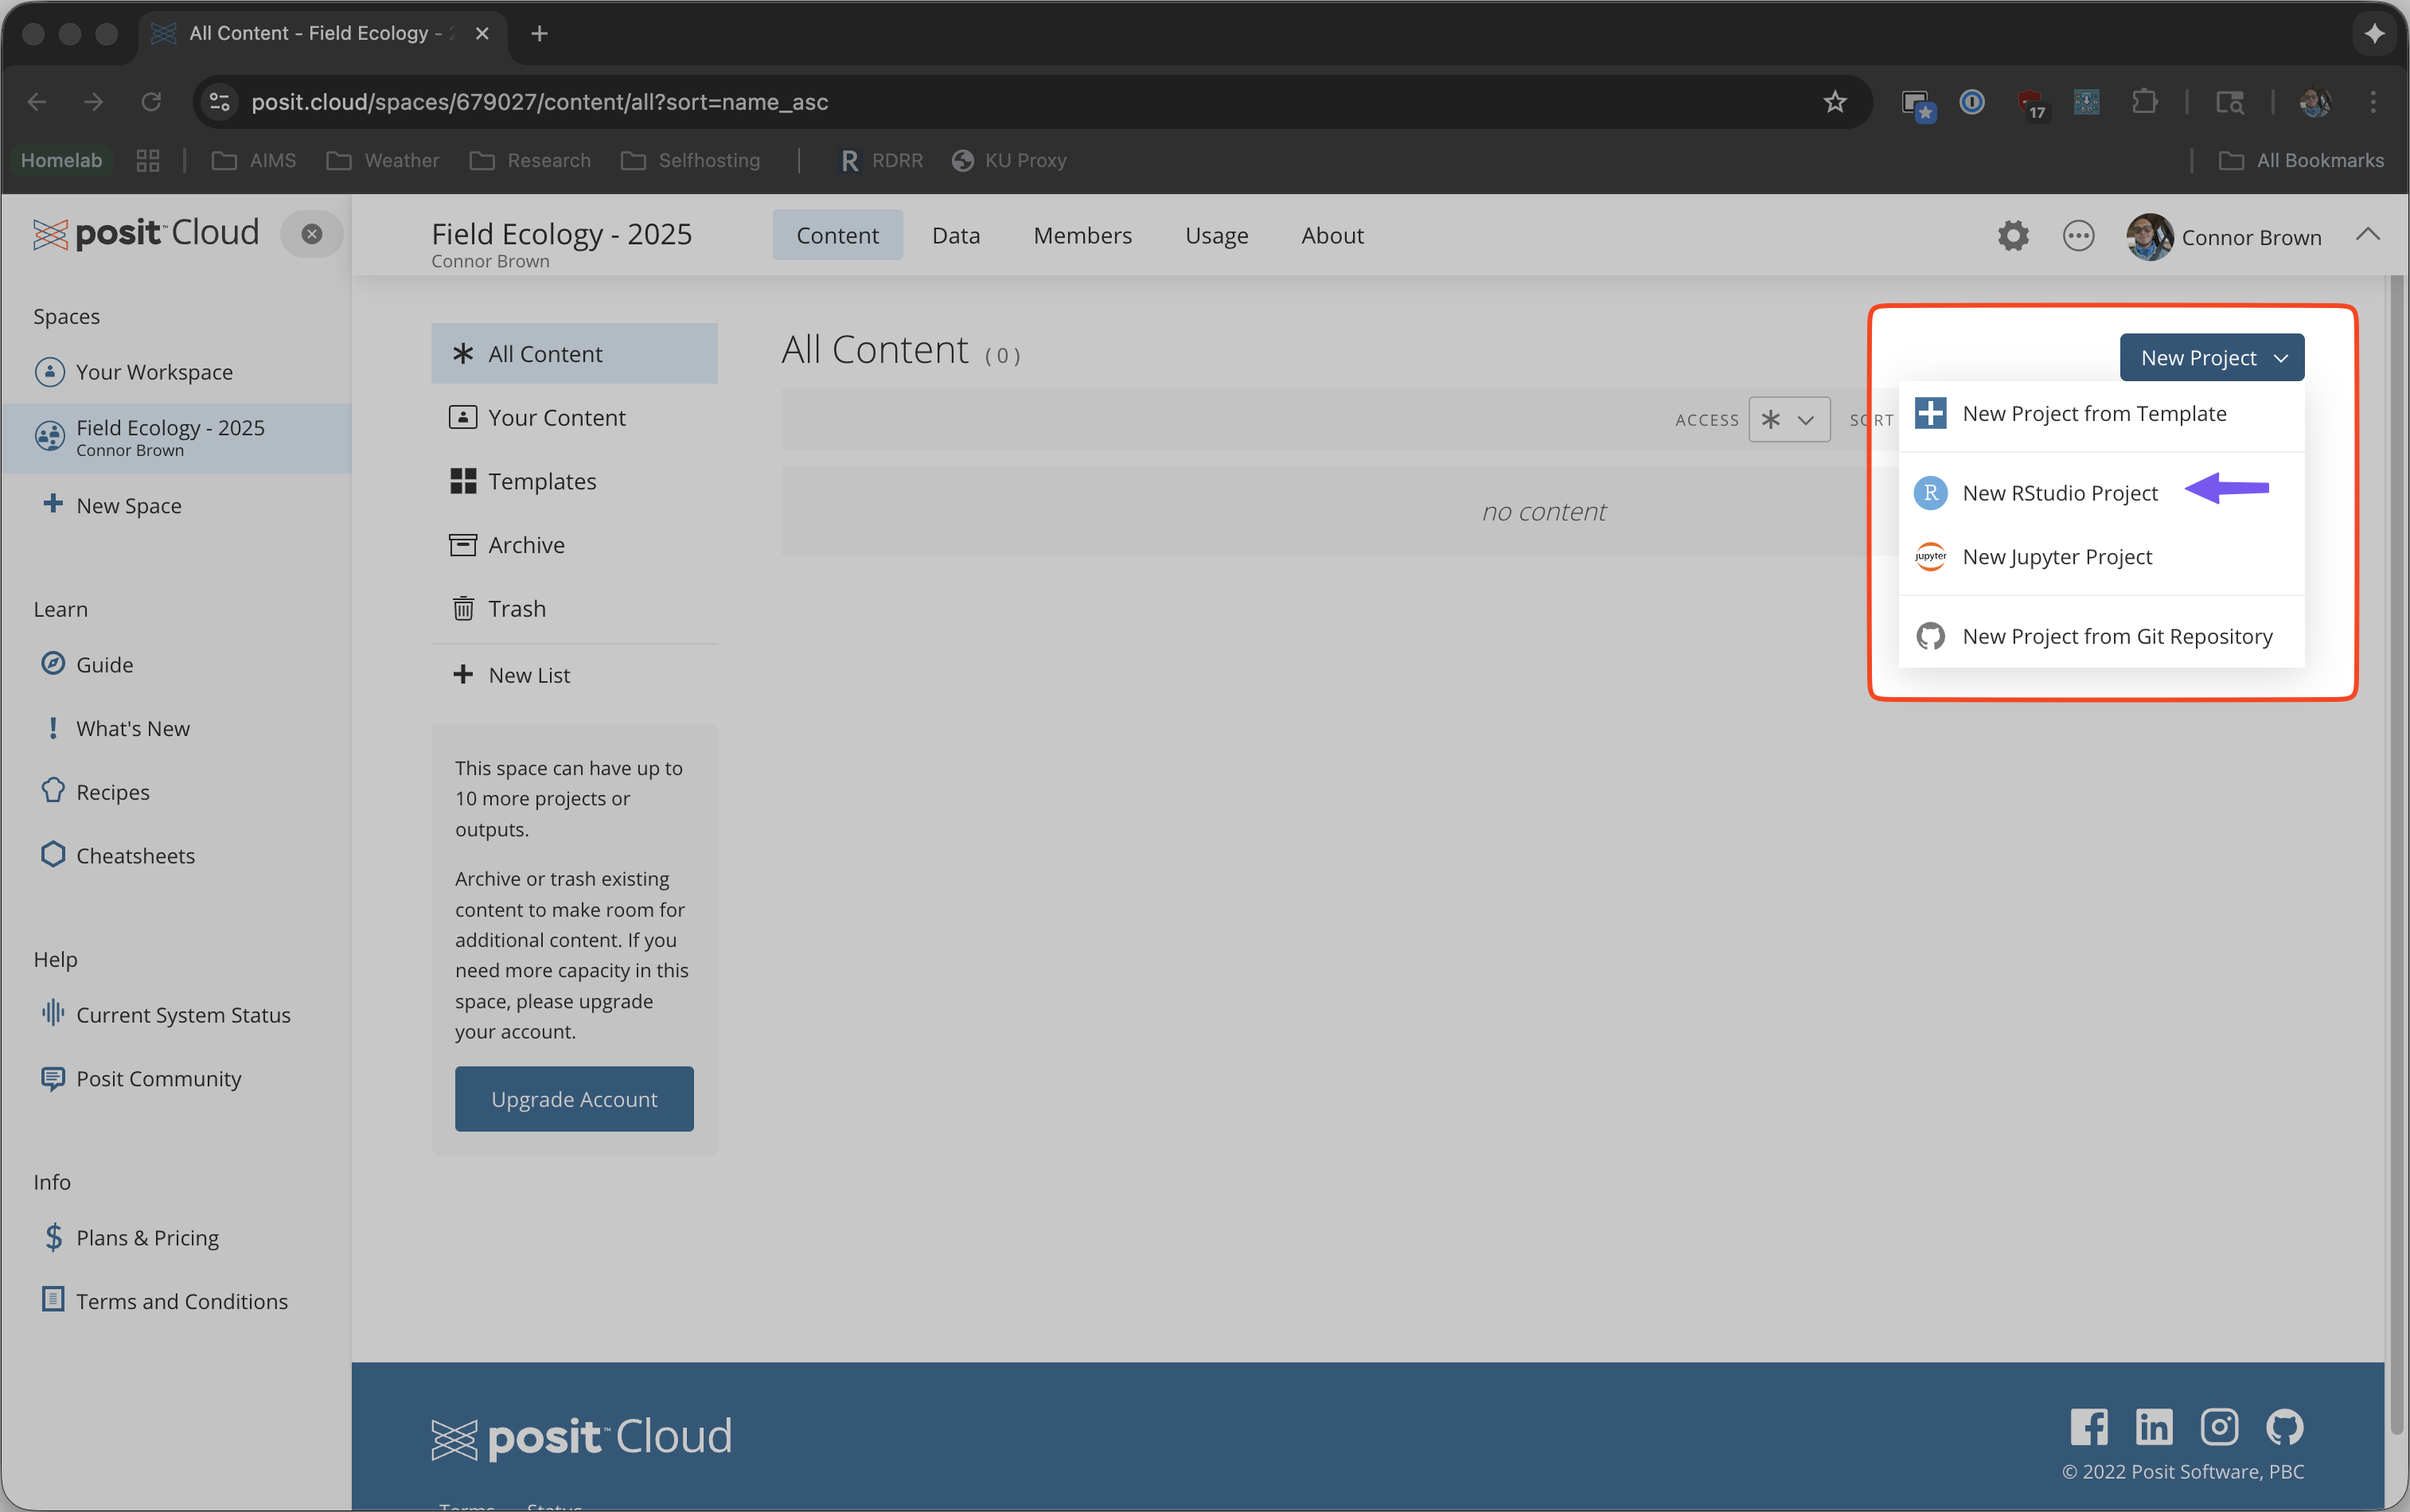 All Content - Field Ecology -
posit.cloud/spaces/679027/content/all?sort=name_asc
17
Homelab
AIMS
Weather
Research
Selfhosting
R RDRR
KU Proxy
All Bookmarks
posit™ Cloud
Field Ecology - 2025
Connor Brown
Content
Data
Members
Usage
About
Connor Brown
Spaces
Your Workspace
Field Ecology - 2025
Connor Brown
New Space
Learn
Guide
What's New
Recipes
Cheatsheets
Help
Current System Status
Posit Community
Info
Plans & Pricing
Terms and Conditions
All Content
Your Content
Templates
Archive
Trash
New List
This space can have up to
10 more projects or
outputs.
Archive or trash existing
content to make room for
additional content. If you
need more capacity in this
space, please upgrade
your account.
Upgrade Account
All Content (0)
ACCESS
SORT
no content
New Project
New Project from Template
R New RStudio Project
jupyter New Jupyter Project
New Project from Git Repository
posit™ Cloud
© 2022 Posit Software, PBC
Terms Status